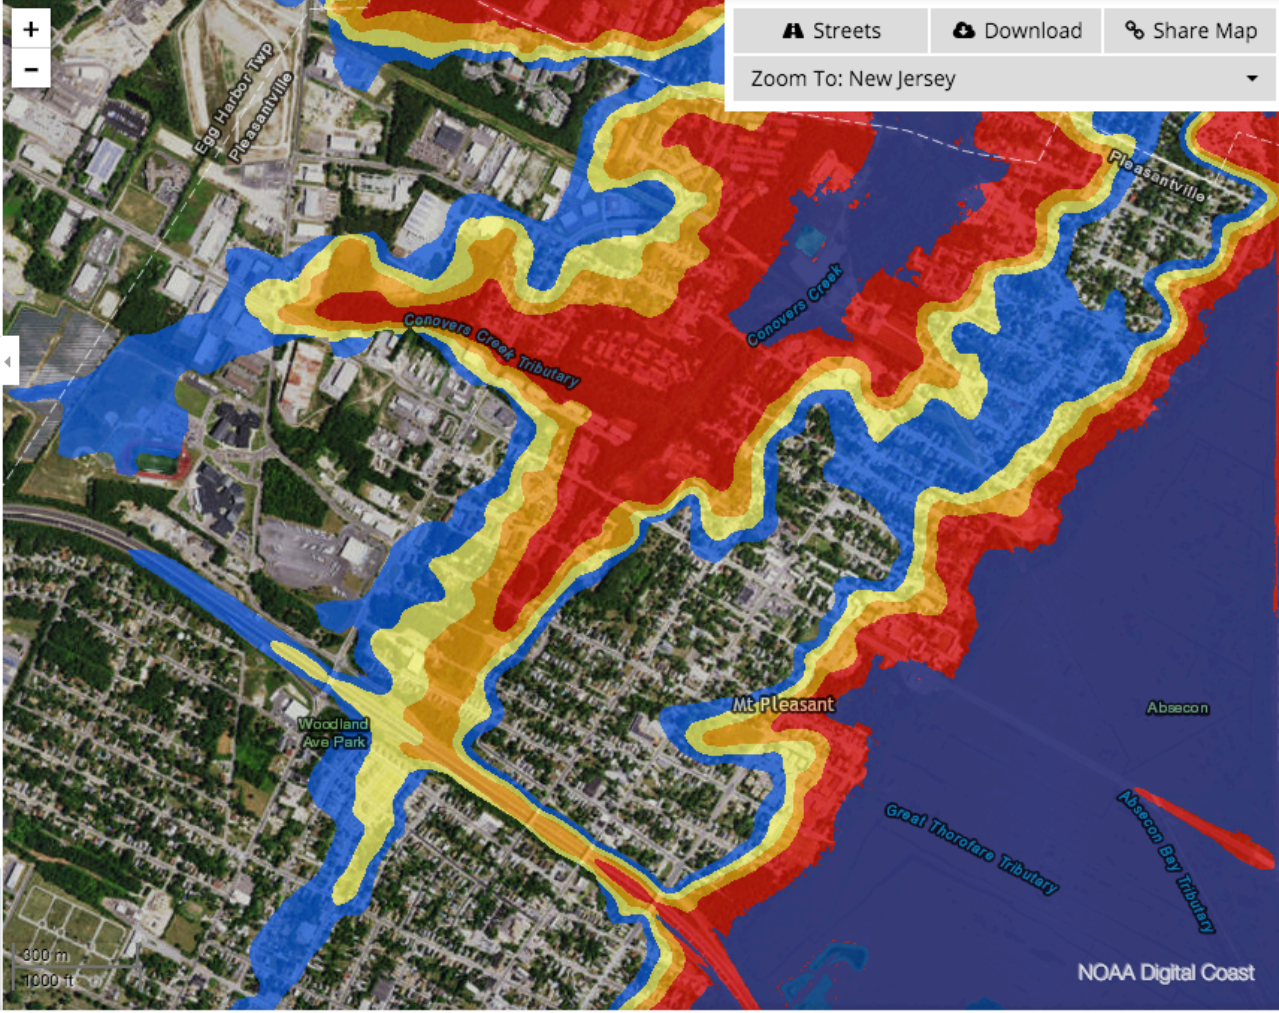 +
Streets
Download
Share Map
−
Zoom To: New Jersey
Egg Harbor Twp
Pleasantville
Pleasantville
Conovers Creek
Conovers Creek Tributary
Mt Pleasant
Absecon
Woodland
Ave Park
Great Thorofare Tributary
Absecon Bay Tributary
300 m
1000 ft
NOAA Digital Coast